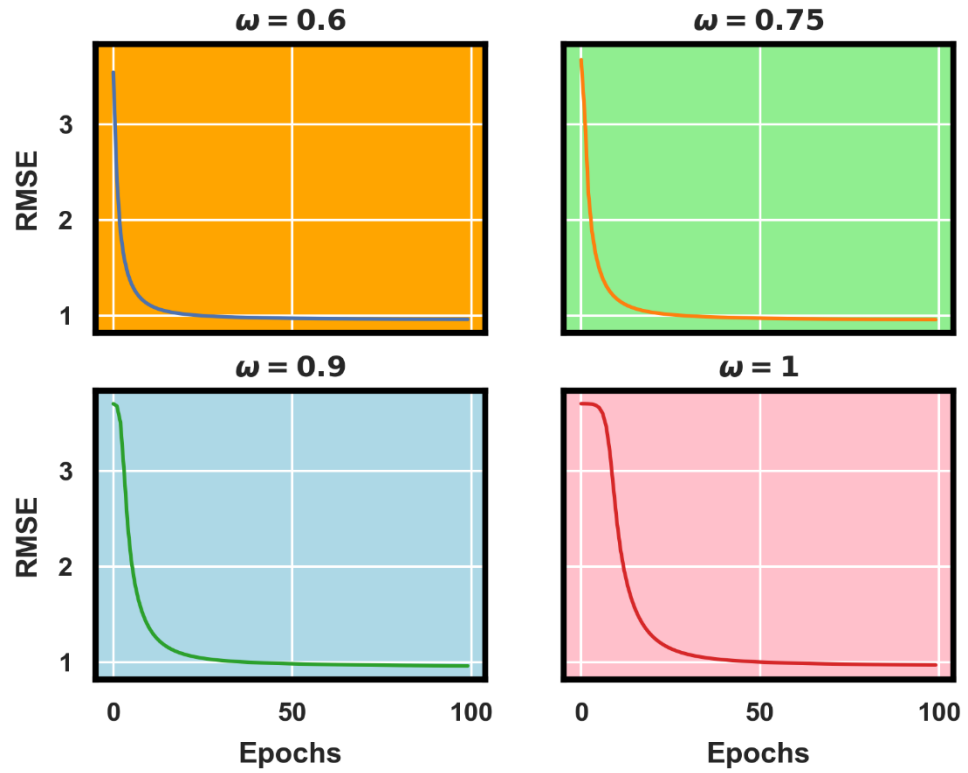 ω = 0.6
ω = 0.75
3
2
1
RMSE
ω = 0.9
ω = 1
3
2
1
RMSE
0 50 100
0 50 100
Epochs
Epochs